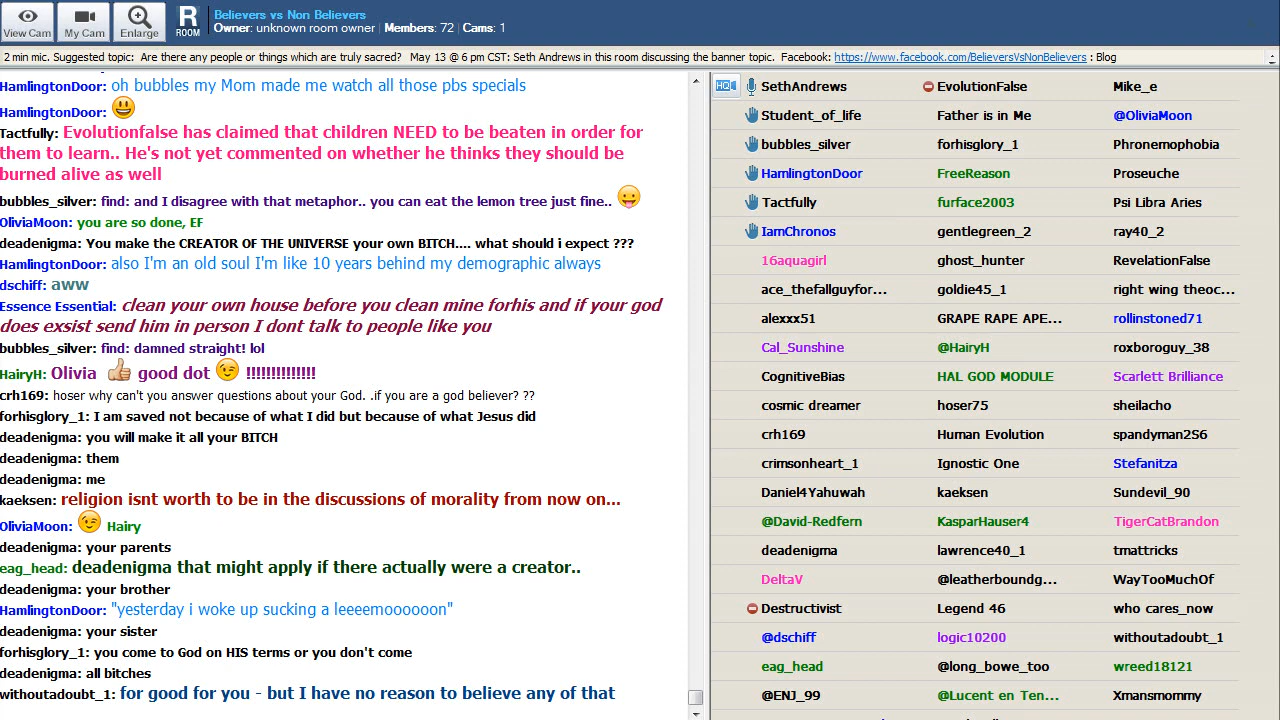 View Cam
My Cam
Enlarge
R
ROOM
Believers vs Non Believers
Owner: unknown room owner | Members: 72 | Cams: 1
2 min mic. Suggested topic: Are there any people or things which are truly sacred? May 13 @ 6 pm CST: Seth Andrews in this room discussing the banner topic. Facebook: https://www.facebook.com/BelieversVsNonBelievers : Blog
HamlingtonDoor: oh bubbles my Mom made me watch all those pbs specials
HamlingtonDoor:
Tactfully: Evolutionfalse has claimed that children NEED to be beaten in order for
them to learn.. He's not yet commented on whether he thinks they should be
burned alive as well
bubbles_silver: find: and I disagree with that metaphor.. you can eat the lemon tree just fine..
OliviaMoon: you are so done, EF
deadenigma: You make the CREATOR OF THE UNIVERSE your own BITCH.... what should i expect ???
HamlingtonDoor: also I'm an old soul I'm like 10 years behind my demographic always
dschiff: aww
Essence Essential: clean your own house before you clean mine forhis and if your god
does exsist send him in person I dont talk to people like you
bubbles_silver: find: damned straight! lol
HairyH: Olivia good dot !!!!!!!!!!!!!!
crh169: hoser why can't you answer questions about your God. .if you are a god believer? ??
forhisglory_1: I am saved not because of what I did but because of what Jesus did
deadenigma: you will make it all your BITCH
deadenigma: them
deadenigma: me
kaeksen: religion isnt worth to be in the discussions of morality from now on...
OliviaMoon: Hairy
deadenigma: your parents
eag_head: deadenigma that might apply if there actually were a creator..
deadenigma: your brother
HamlingtonDoor: "yesterday i woke up sucking a leeeemoooooon"
deadenigma: your sister
forhisglory_1: you come to God on HIS terms or you don't come
deadenigma: all bitches
withoutadoubt_1: for good for you - but I have no reason to believe any of that
HQ
SethAndrews EvolutionFalse Mike_e
Student_of_life Father is in Me @OliviaMoon
bubbles_silver forhisglory_1 Phronemophobia
HamlingtonDoor FreeReason Proseuche
Tactfully furface2003 Psi Libra Aries
IamChronos gentlegreen_2 ray40_2
16aquagirl ghost_hunter RevelationFalse
ace_thefallguyfor... goldie45_1 right wing theoc...
alexxx51 GRAPE RAPE APE... rollinstoned71
Cal_Sunshine @HairyH roxboroguy_38
CognitiveBias HAL GOD MODULE Scarlett Brilliance
cosmic dreamer hoser75 sheilacho
crh169 Human Evolution spandyman2S6
crimsonheart_1 Ignostic One Stefanitza
Daniel4Yahuwah kaeksen Sundevil_90
@David-Redfern KasparHauser4 TigerCatBrandon
deadenigma lawrence40_1 tmattricks
DeltaV @leatherboundg... WayTooMuchOf
Destructivist Legend 46 who cares_now
@dschiff logic10200 withoutadoubt_1
eag_head @long_bowe_too wreed18121
@ENJ_99 @Lucent en Ten... Xmansmommy